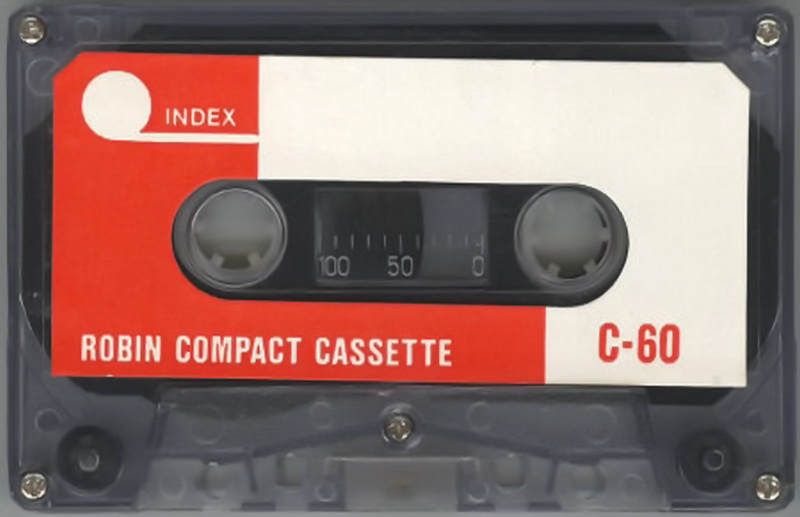 INDEX
100 50 0
ROBIN COMPACT CASSETTE
C-60